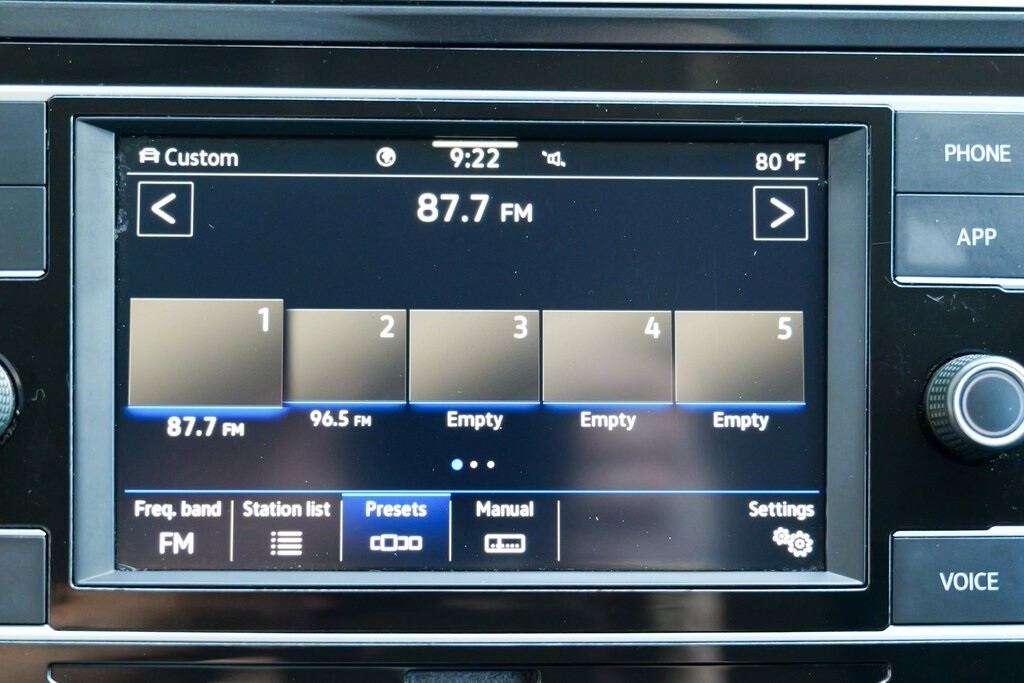 Custom 9:22 80 °F
PHONE
87.7 FM
APP
1 2 3 4 5
87.7 FM 96.5 FM Empty Empty Empty
Freq. band Station list Presets Manual Settings
FM
VOICE